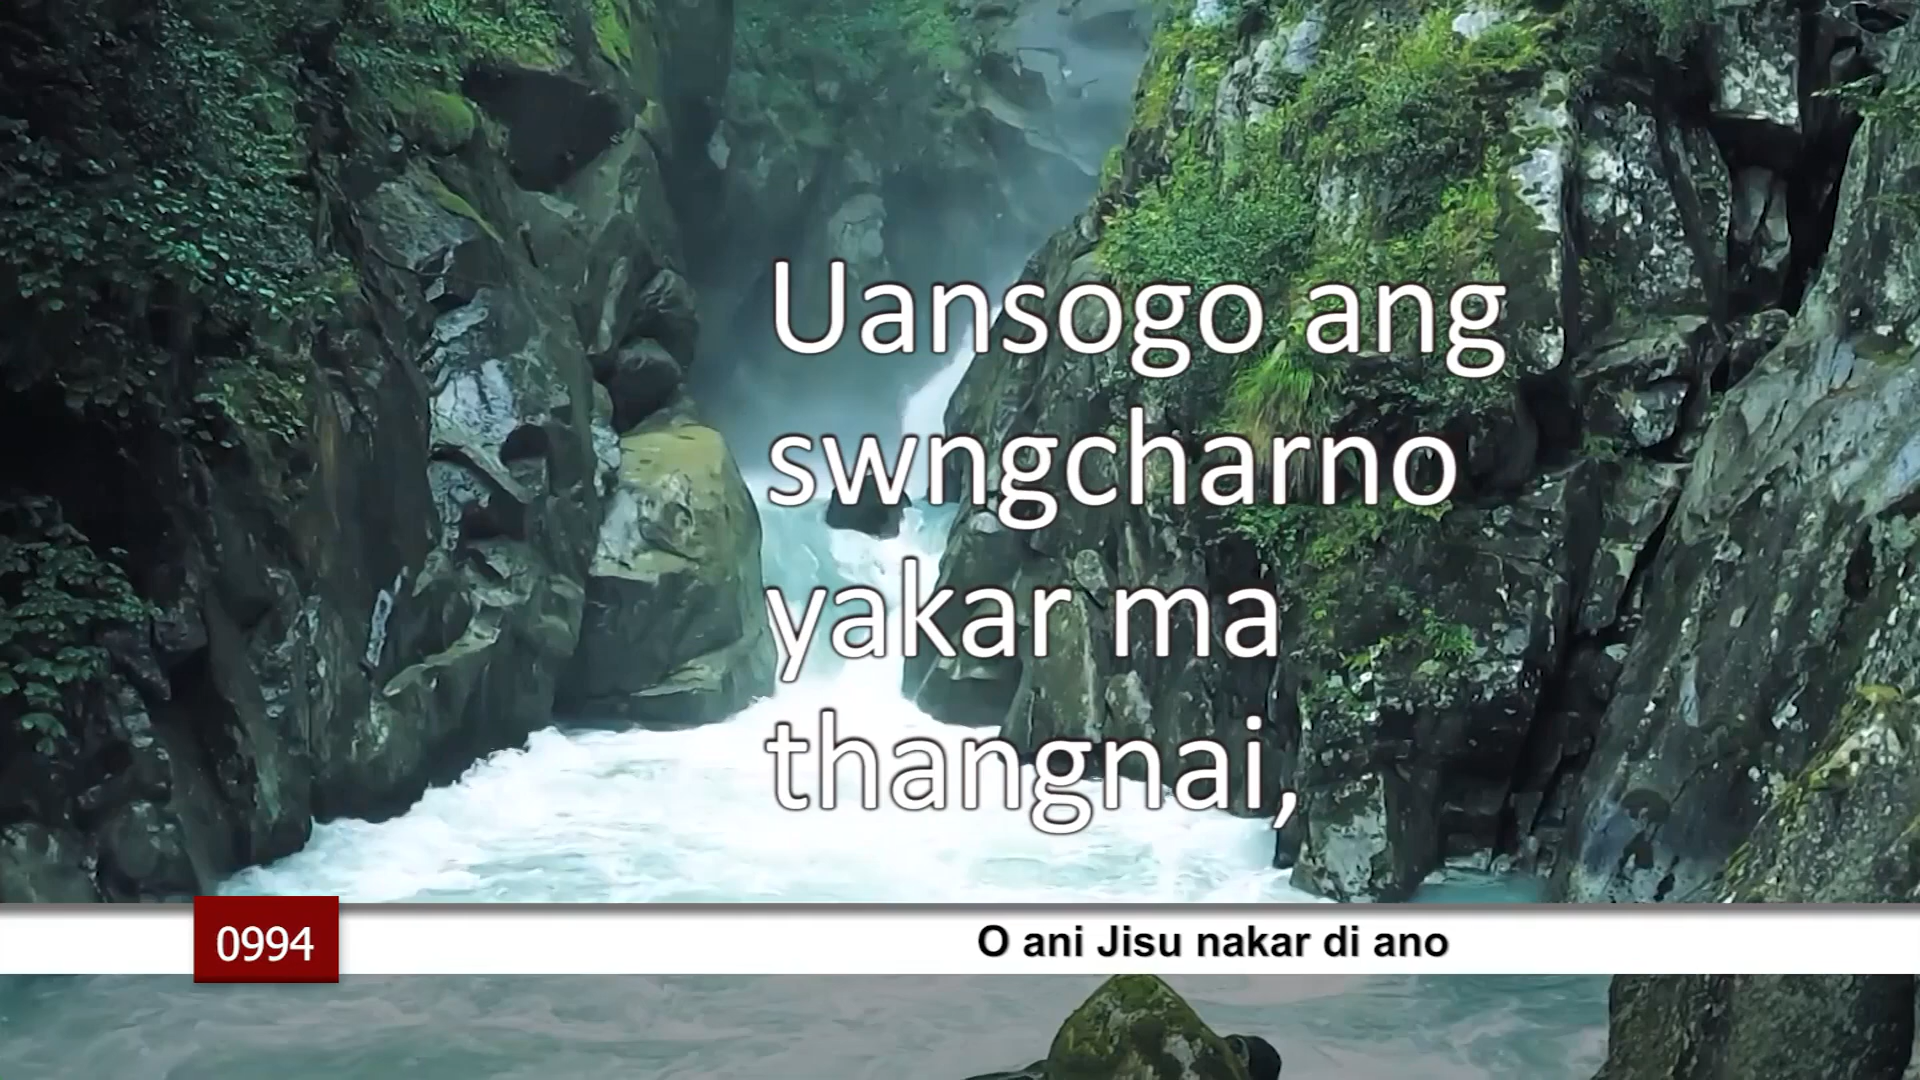 Uansogo ang
swngcharno
yakar ma
thangnai,
0994
O ani Jisu nakar di ano